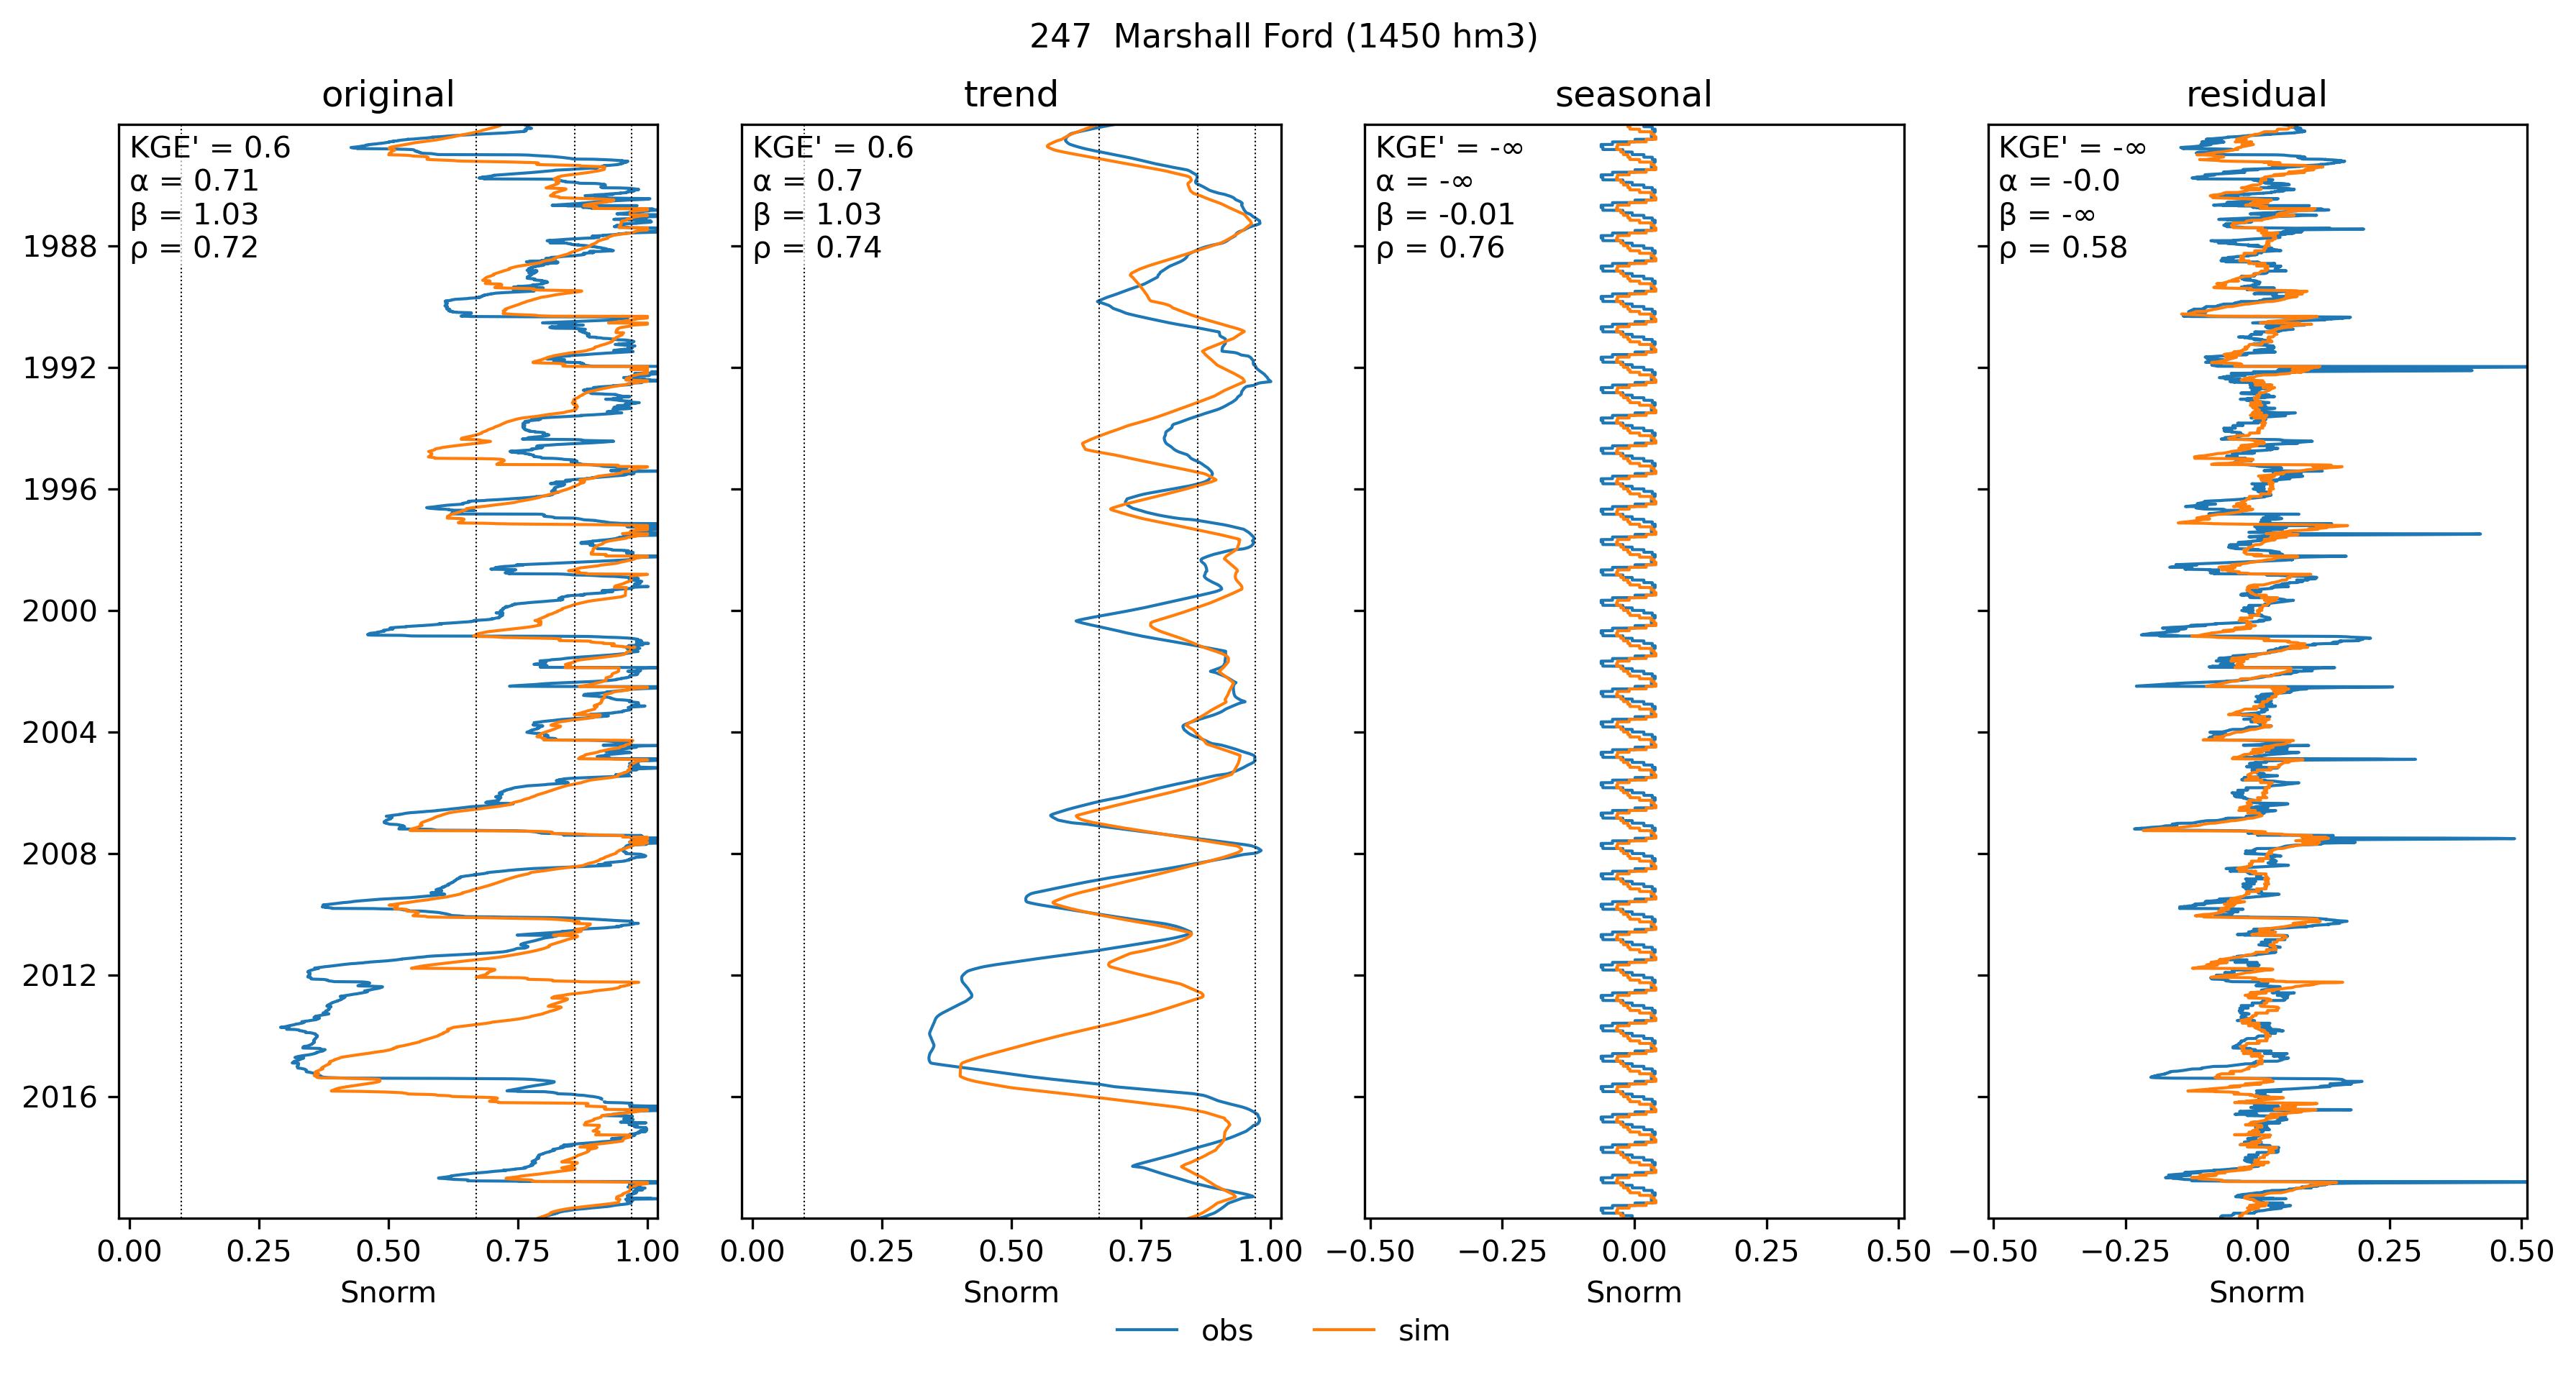 247  Marshall Ford (1450 hm3)
original
KGE' = 0.6
α = 0.71
β = 1.03
ρ = 0.72
1988
1992
1996
2000
2004
2008
2012
2016
0.00 0.25 0.50 0.75 1.00
Snorm
trend
KGE' = 0.6
α = 0.7
β = 1.03
ρ = 0.74
0.00 0.25 0.50 0.75 1.00
Snorm
seasonal
KGE' = -∞
α = -∞
β = -0.01
ρ = 0.76
−0.50 −0.25 0.00 0.25 0.50
Snorm
residual
KGE' = -∞
α = -0.0
β = -∞
ρ = 0.58
−0.50 −0.25 0.00 0.25 0.50
Snorm
obs sim